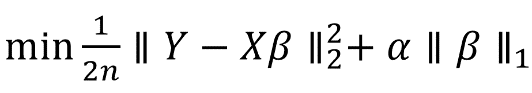 min 1/2n ‖ Y − Xβ ‖₂² + α ‖ β ‖₁